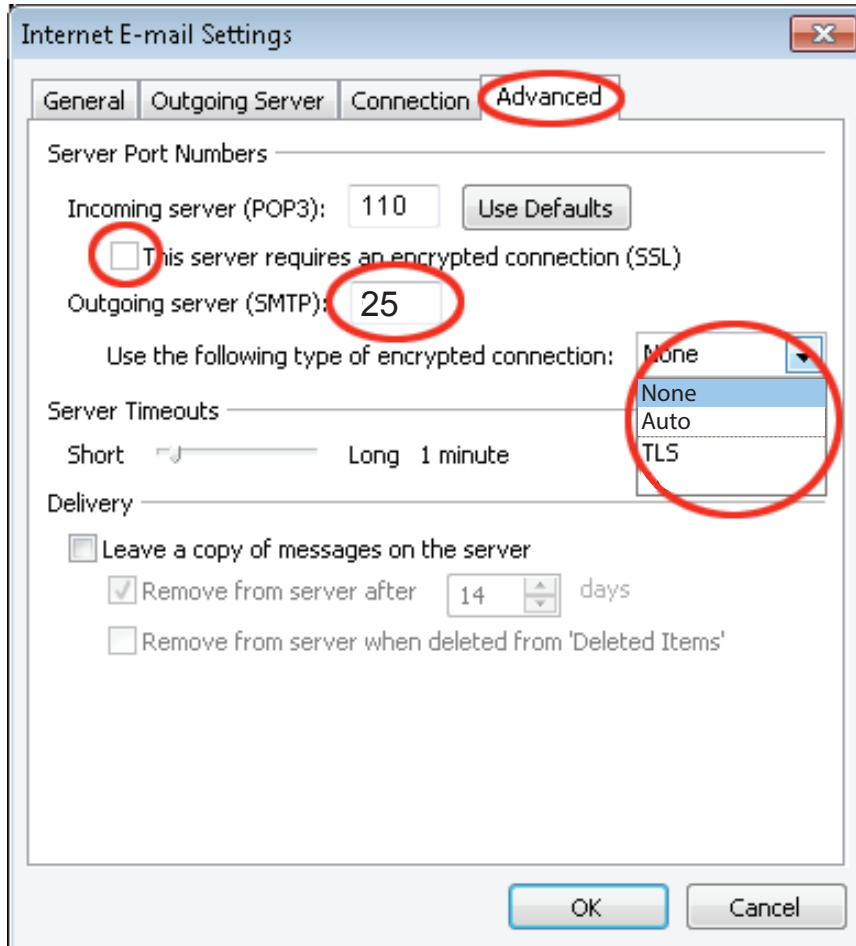 Internet E-mail Settings
General Outgoing Server Connection Advanced
Server Port Numbers
Incoming server (POP3): 110 Use Defaults
This server requires an encrypted connection (SSL)
Outgoing server (SMTP): 25
Use the following type of encrypted connection: None
None
Auto
Server Timeouts
TLS
Short Long 1 minute
Delivery
Leave a copy of messages on the server
Remove from server after 14 days
Remove from server when deleted from 'Deleted Items'
OK Cancel